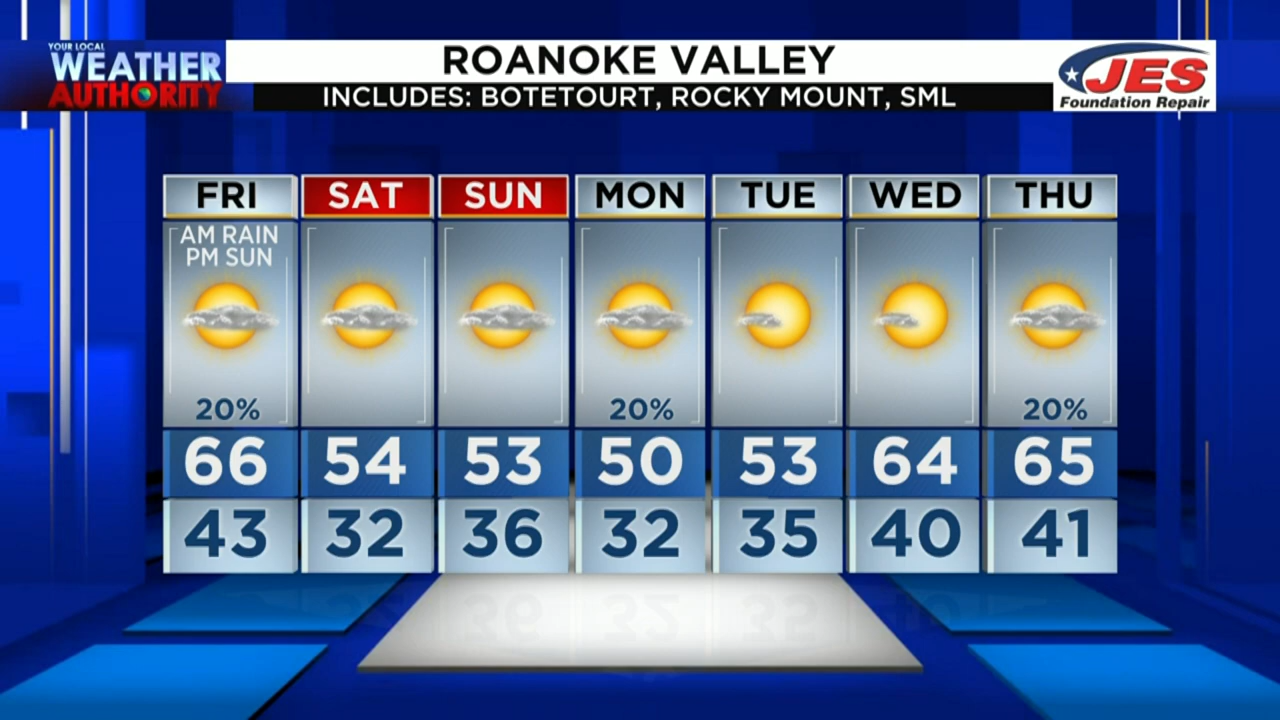 YOUR LOCAL
WEATHER
AUTHORITY
ROANOKE VALLEY
INCLUDES: BOTETOURT, ROCKY MOUNT, SML
JES
Foundation Repair
FRI SAT SUN MON TUE WED THU
AM RAIN
PM SUN
20% 20% 20%
66 54 53 50 53 64 65
43 32 36 32 35 40 41